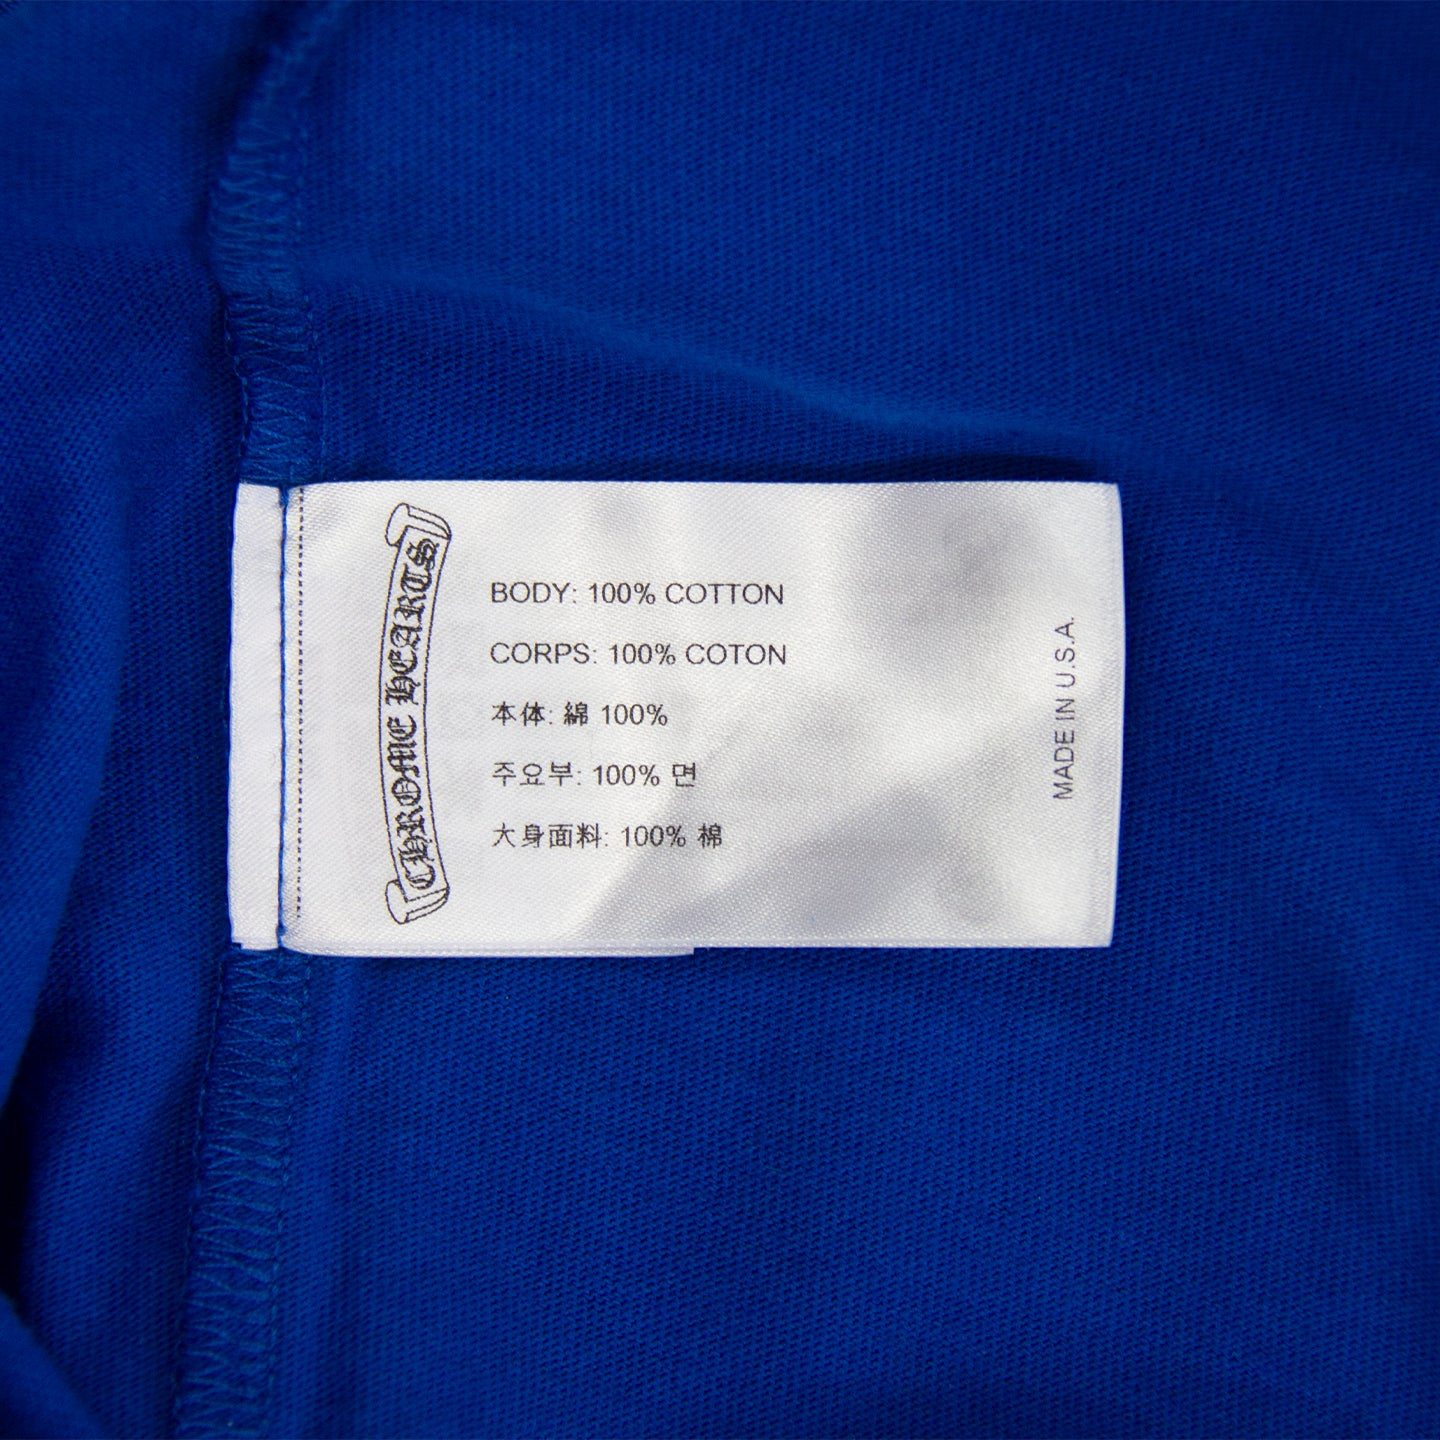 CHROME HEARTS
BODY: 100% COTTON
CORPS: 100% COTON
本体: 綿 100%
주요부: 100% 면
大身面料: 100% 棉
MADE IN U.S.A.